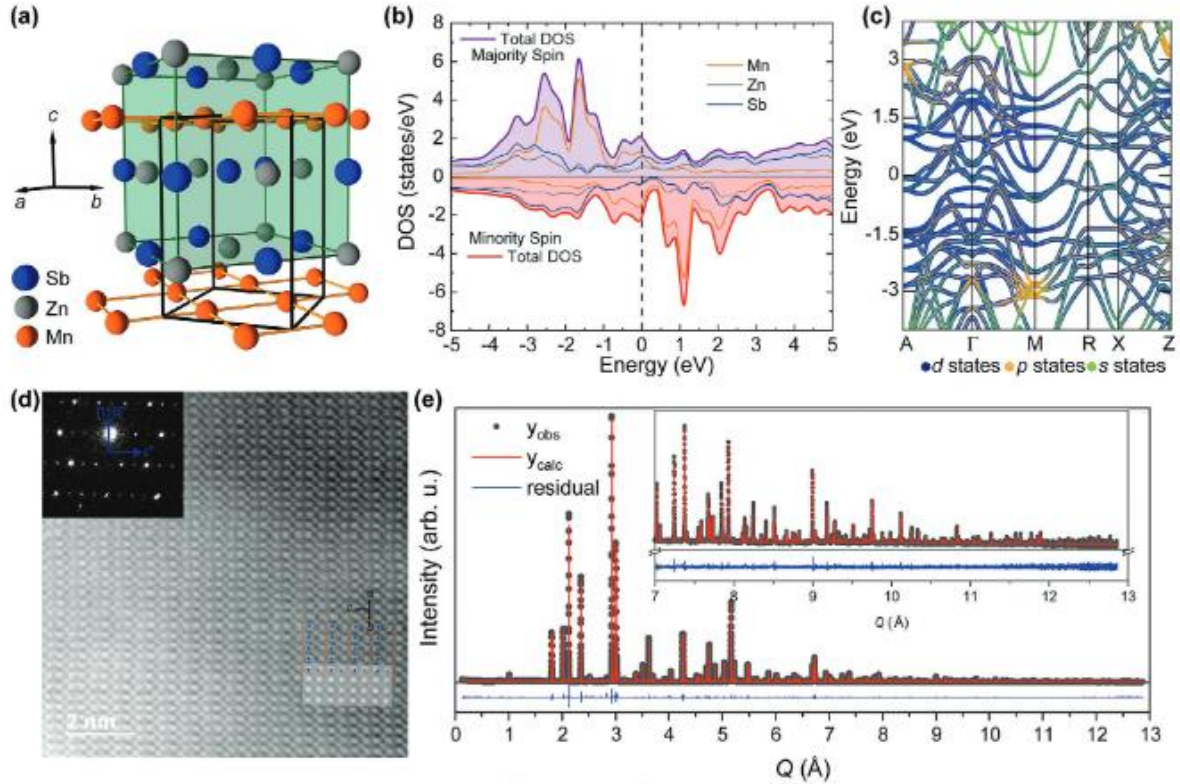 (a)
c
a
b
Sb
Zn
Mn
(b)
DOS (states/eV)
8
6
4
2
0
-2
-4
-6
-8
Total DOS
Majority Spin
Mn
Zn
Sb
Minority Spin
Total DOS
-5 -4 -3 -2 -1 0 1 2 3 4 5
Energy (eV)
(c)
Energy (eV)
3
1.5
0
-1.5
-3
A Γ M R X Z
d states p states s states
(d)
2 nm
(e)
Intensity (arb. u.)
yobs
ycalc
residual
7 8 9 10 11 12 13
Q (Å)
0 1 2 3 4 5 6 7 8 9 10 11 12 13
Q (Å)